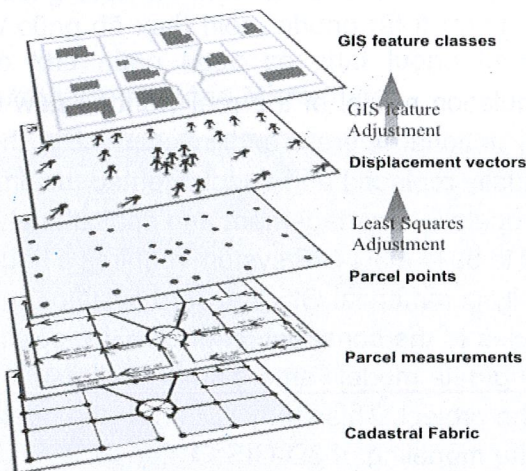 GIS feature classes
GIS feature
Adjustment
Displacement vectors
Least Squares
Adjustment
Parcel points
Parcel measurements
Cadastral Fabric